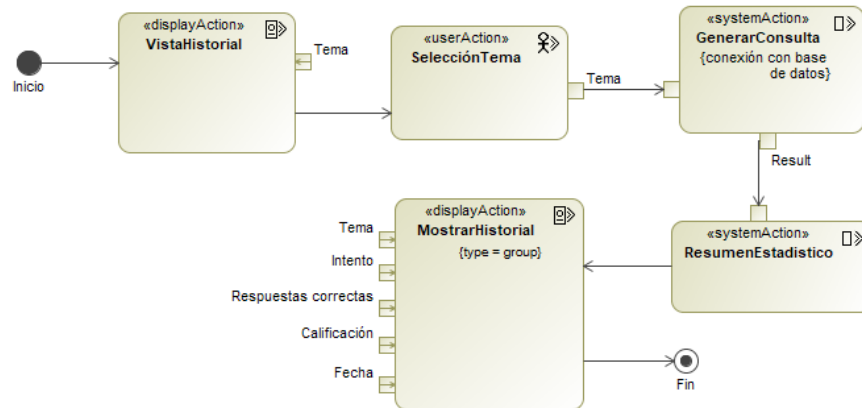 «displayAction»
VistaHistorial
Tema
Inicio
«userAction»
SelecciónTema
Tema
«systemAction»
GenerarConsulta
{conexión con base
de datos}
Result
«systemAction»
ResumenEstadistico
«displayAction»
MostrarHistorial
{type = group}
Tema
Intento
Respuestas correctas
Calificación
Fecha
Fin